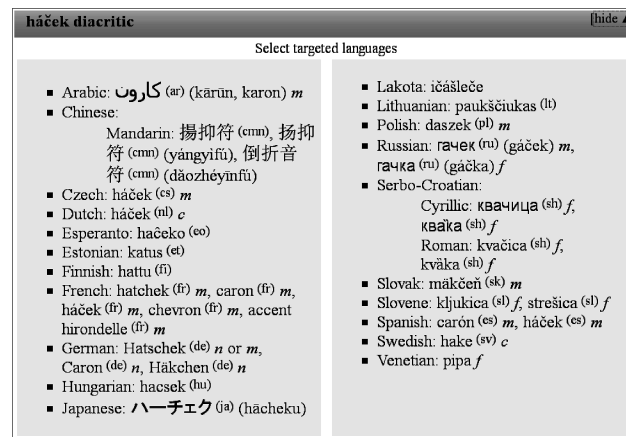 háček diacritic [hide ▲
Select targeted languages
Arabic: كارون (ar) (kārūn, karon) m
Chinese:
Mandarin: 揚抑符 (cmn), 扬抑
符 (cmn) (yángyìfú), 倒折音
符 (cmn) (dǎozhéyīnfú)
Czech: háček (cs) m
Dutch: háček (nl) c
Esperanto: haĉeko (eo)
Estonian: katus (et)
Finnish: hattu (fi)
French: hatchek (fr) m, caron (fr) m,
háček (fr) m, chevron (fr) m, accent
hirondelle (fr) m
German: Hatschek (de) n or m,
Caron (de) n, Häkchen (de) n
Hungarian: hacsek (hu)
Japanese: ハーチェク (ja) (hācheku)
Lakota: ičášleče
Lithuanian: paukščiukas (lt)
Polish: daszek (pl) m
Russian: гачек (ru) (gáček) m,
гачка (ru) (gáčka) f
Serbo-Croatian:
Cyrillic: квачица (sh) f,
ква̏ка (sh) f
Roman: kvačica (sh) f,
kvȁka (sh) f
Slovak: mäkčeň (sk) m
Slovene: kljukica (sl) f, strešica (sl) f
Spanish: carón (es) m, háček (es) m
Swedish: hake (sv) c
Venetian: pipa f